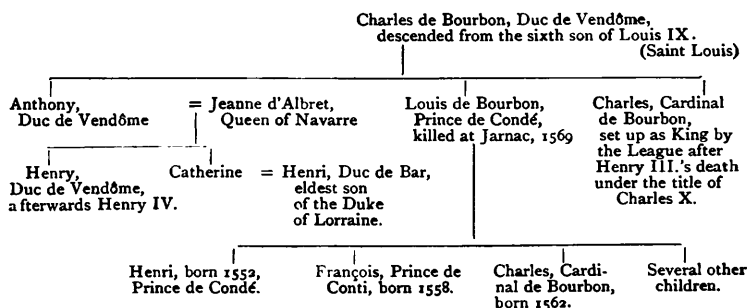 Charles de Bourbon, Duc de Vendôme,
descended from the sixth son of Louis IX.
(Saint Louis)
Anthony,
Duc de Vendôme
= Jeanne d'Albret,
Queen of Navarre
Louis de Bourbon,
Prince de Condé,
killed at Jarnac, 1569
Charles, Cardinal
de Bourbon,
set up as King by
the League after
Henry III.'s death
under the title of
Charles X.
Henry,
Duc de Vendôme,
afterwards Henry IV.
Catherine
= Henri, Duc de Bar,
eldest son
of the Duke
of Lorraine.
Henri, born 1552,
Prince de Condé.
François, Prince de
Conti, born 1558.
Charles, Cardi-
nal de Bourbon,
born 1562.
Several other
children.